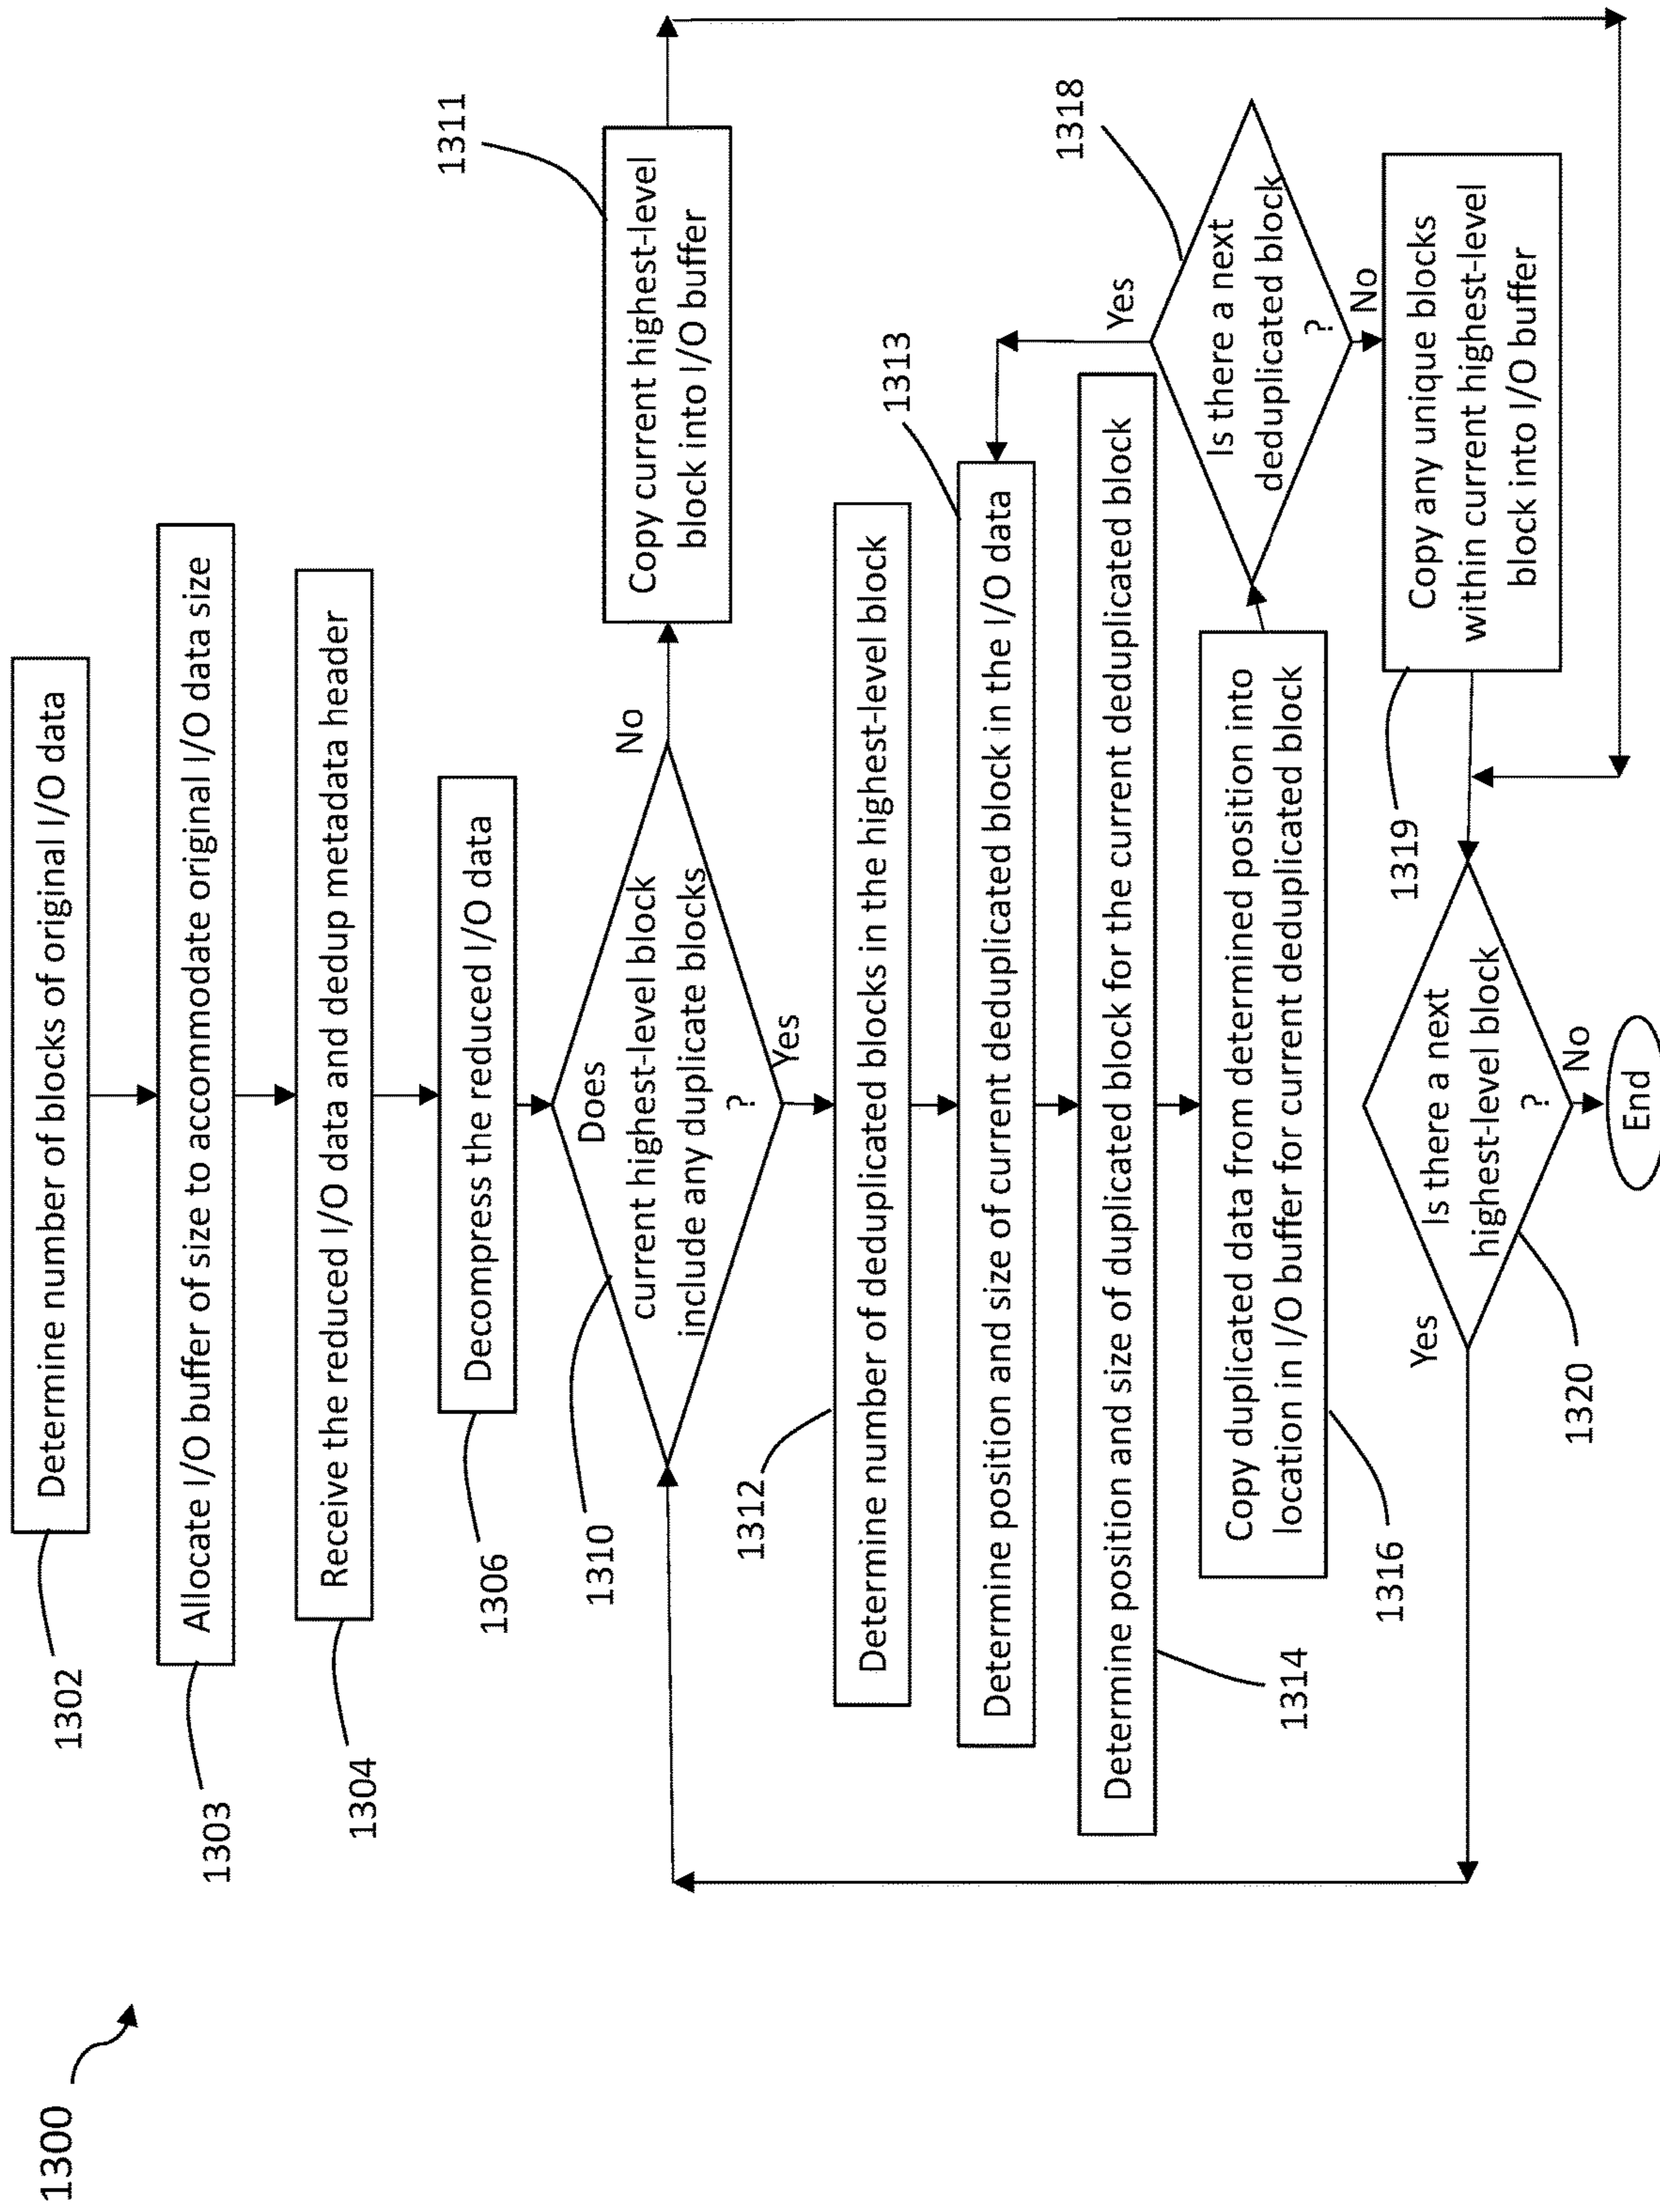 1300
1302
Determine number of blocks of original I/O data
1303
Allocate I/O buffer of size to accommodate original I/O data size
1304
Receive the reduced I/O data and dedup metadata header
1306
Decompress the reduced I/O data
1310
Does
current highest-level block
include any duplicate blocks
?
No
Yes
1311
Copy current highest-level
block into I/O buffer
1312
Determine number of deduplicated blocks in the highest-level block
1313
Determine position and size of current deduplicated block in the I/O data
1314
Determine position and size of duplicated block for the current deduplicated block
1316
Copy duplicated data from determined position into
location in I/O buffer for current deduplicated block
1318
Is there a next
deduplicated block
?
Yes
No
1319
Copy any unique blocks
within current highest-level
block into I/O buffer
1320
Is there a next
highest-level block
?
Yes
No
End